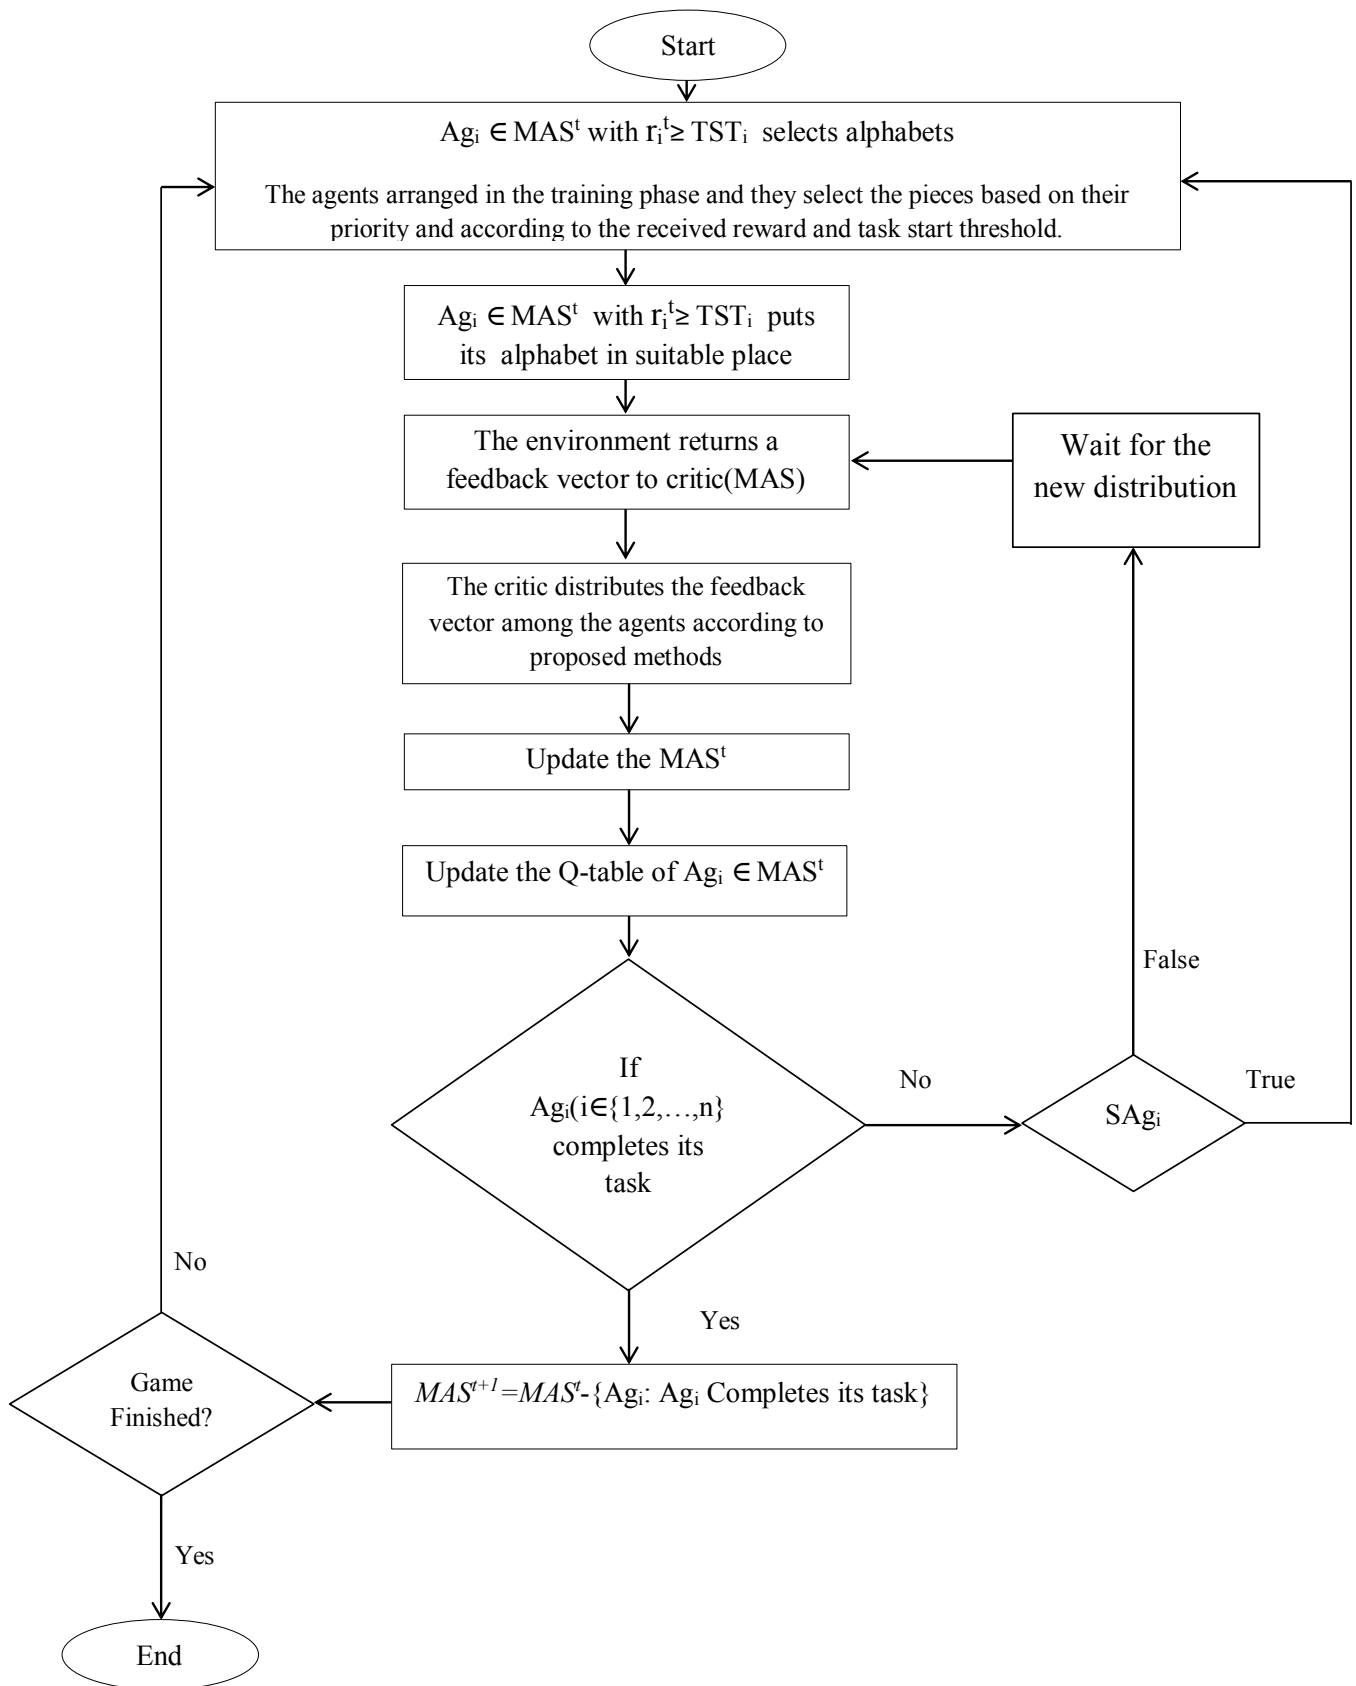 Start
Agᵢ ∈ MASᵗ with rᵢᵗ≥ TSTᵢ selects alphabets
The agents arranged in the training phase and they select the pieces based on their
priority and according to the received reward and task start threshold.
Agᵢ ∈ MASᵗ with rᵢᵗ≥ TSTᵢ puts
its alphabet in suitable place
The environment returns a
feedback vector to critic(MAS)
Wait for the
new distribution
The critic distributes the feedback
vector among the agents according to
proposed methods
Update the MASᵗ
Update the Q-table of Agᵢ ∈ MASᵗ
False
If
Agᵢ(i∈{1,2,…,n}
completes its
task
No
SAgᵢ
True
No
Yes
MASᵗ⁺¹=MASᵗ-{Agᵢ: Agᵢ Completes its task}
Game
Finished?
Yes
End